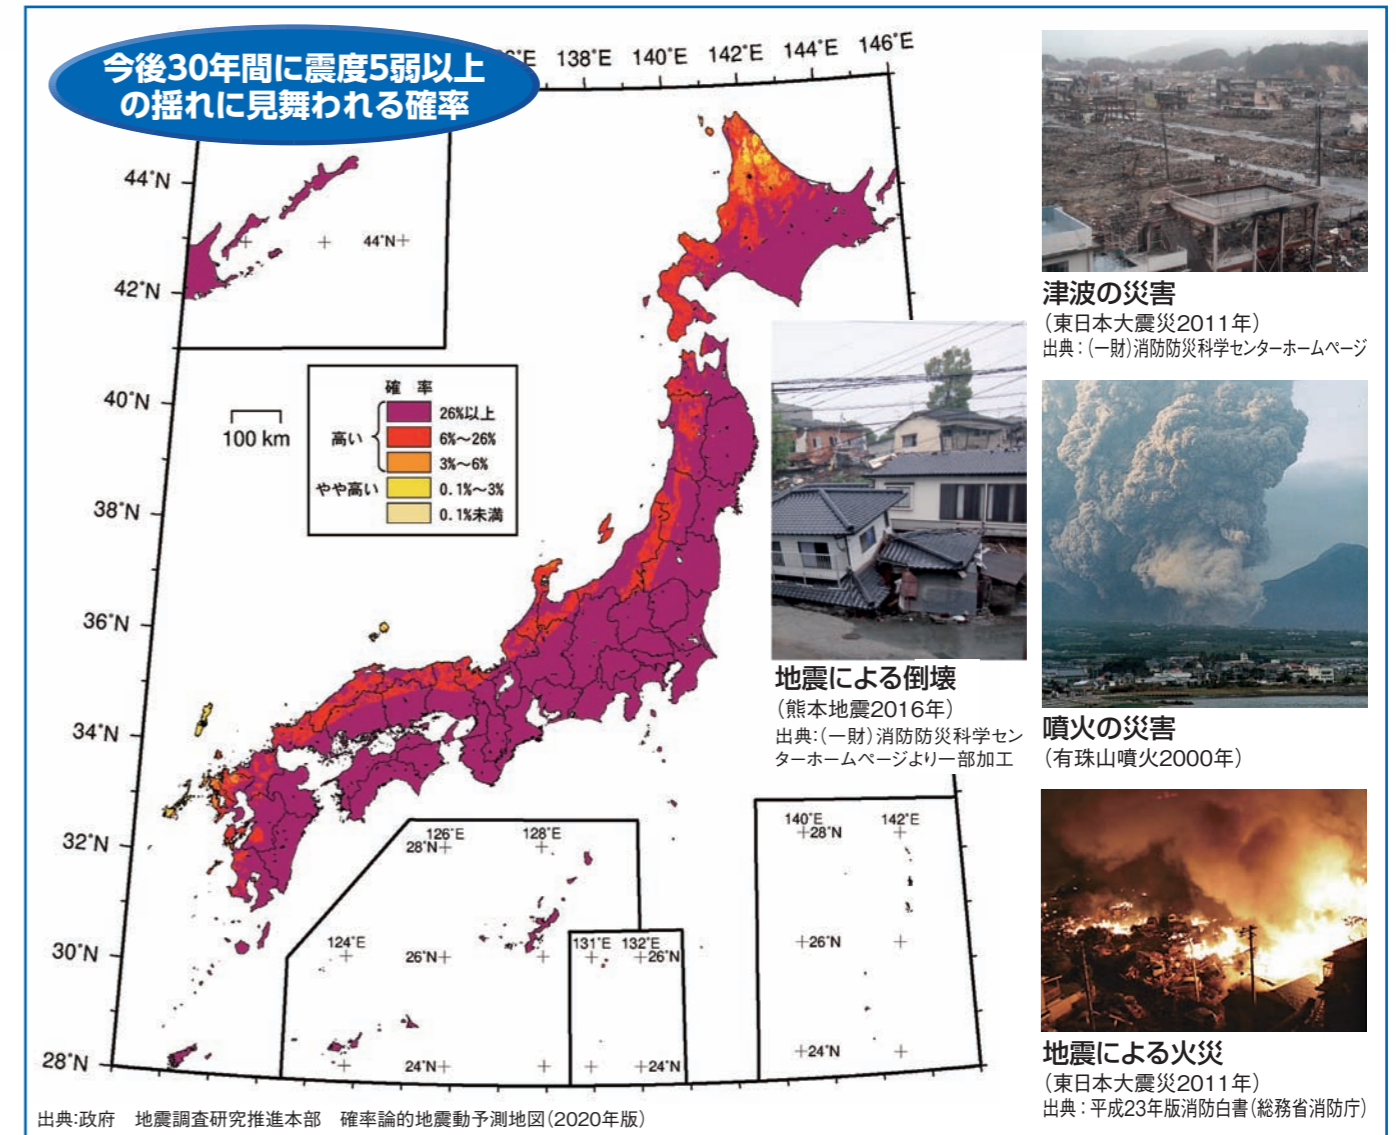 今後30年間に震度5弱以上
の揺れに見舞われる確率
138°E 140°E 142°E 144°E 146°E
44°N
44°N
42°N
40°N
38°N
36°N
34°N
32°N
30°N
28°N
100 km
確 率
高い
26%以上
6%〜26%
3%〜6%
やや高い
0.1%〜3%
0.1%未満
126°E 128°E
28°N
124°E
26°N
24°N
131°E 132°E
26°N
24°N
140°E 142°E
28°N
26°N
24°N
出典:政府 地震調査研究推進本部 確率論的地震動予測地図(2020年版)
地震による倒壊
(熊本地震2016年)
出典:(一財)消防防災科学セン
ターホームページより一部加工
津波の災害
(東日本大震災2011年)
出典:(一財)消防防災科学センターホームページ
噴火の災害
(有珠山噴火2000年)
地震による火災
(東日本大震災2011年)
出典:平成23年版消防白書(総務省消防庁)